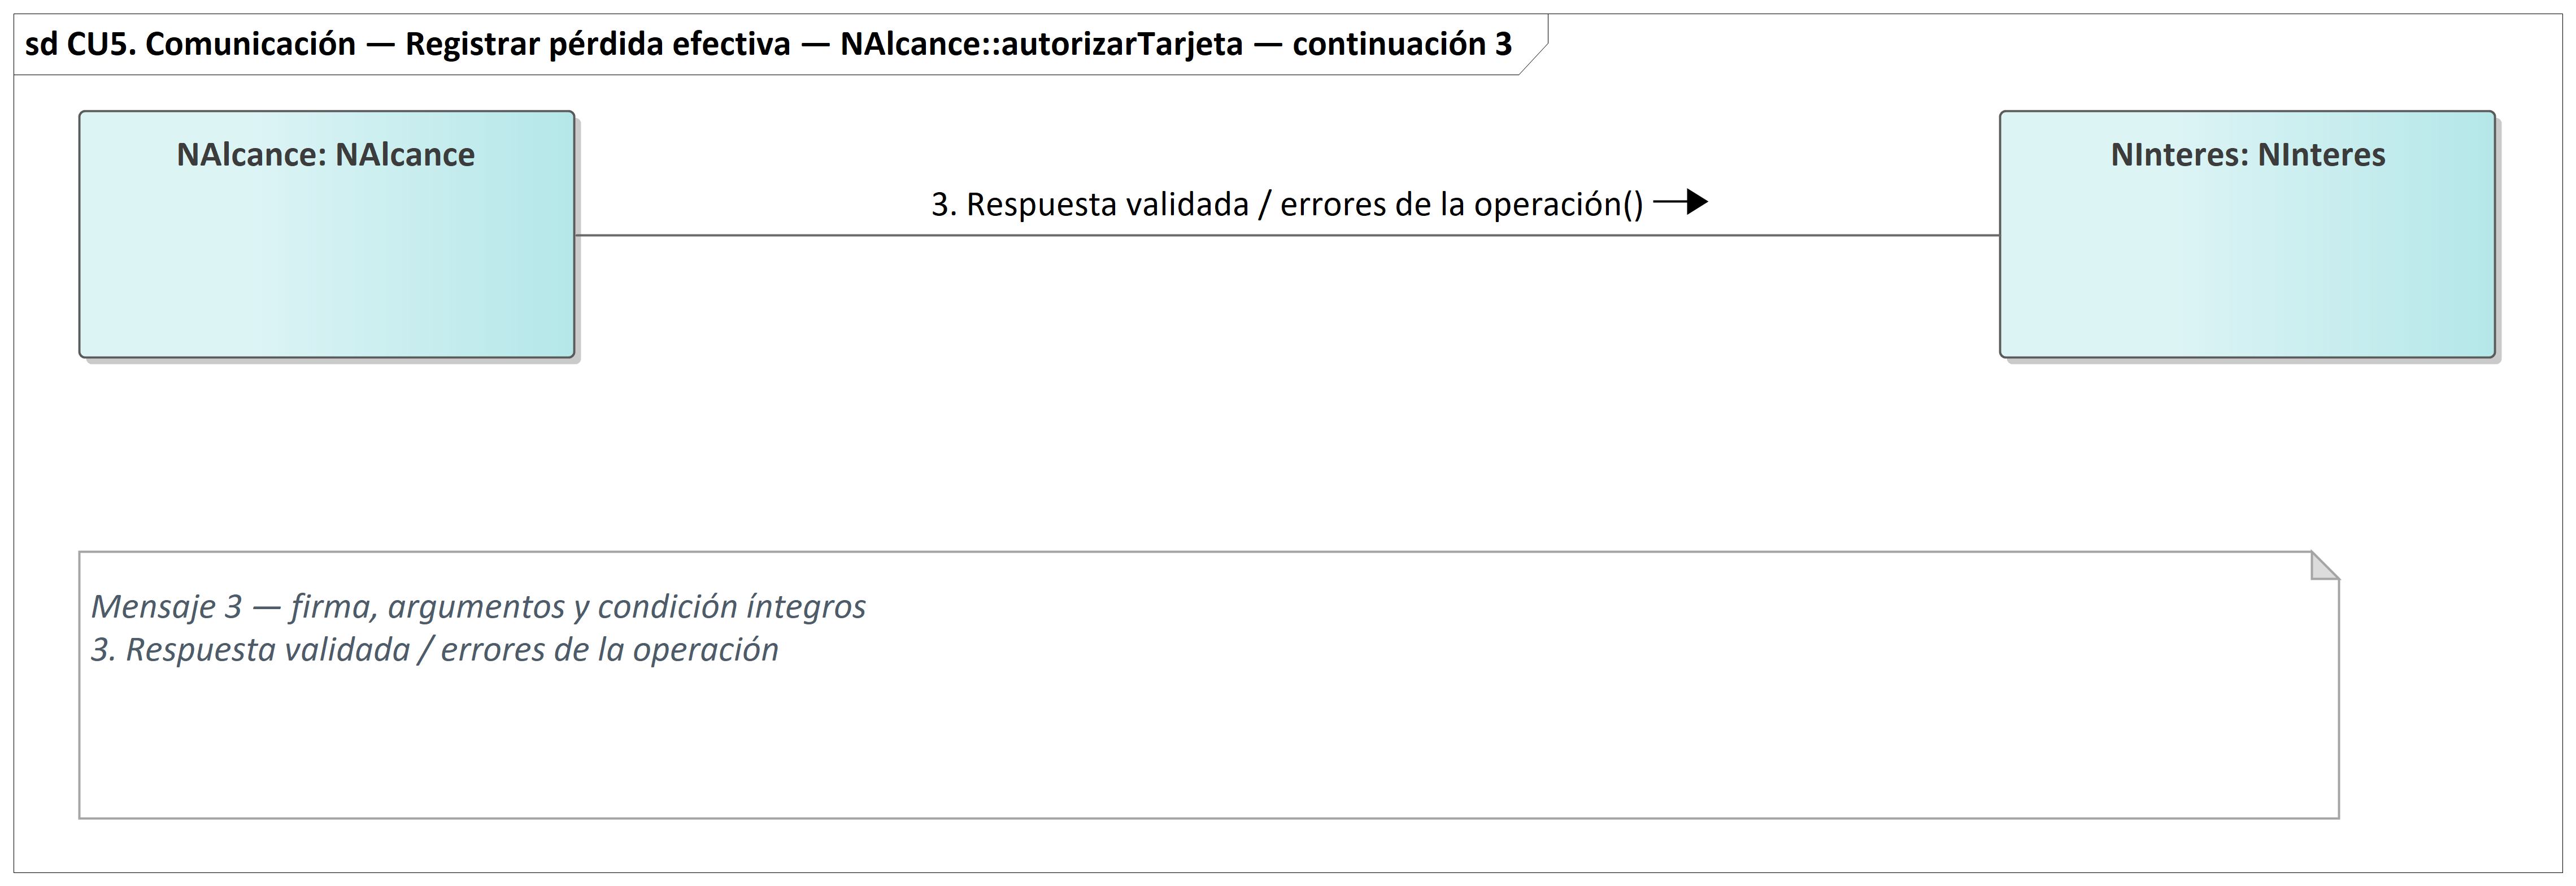 sd CU5. Comunicación — Registrar pérdida efectiva — NAlcance::autorizarTarjeta — continuación 3
NAlcance: NAlcance
NInteres: NInteres
3. Respuesta validada / errores de la operación()
Mensaje 3 — firma, argumentos y condición íntegros
3. Respuesta validada / errores de la operación